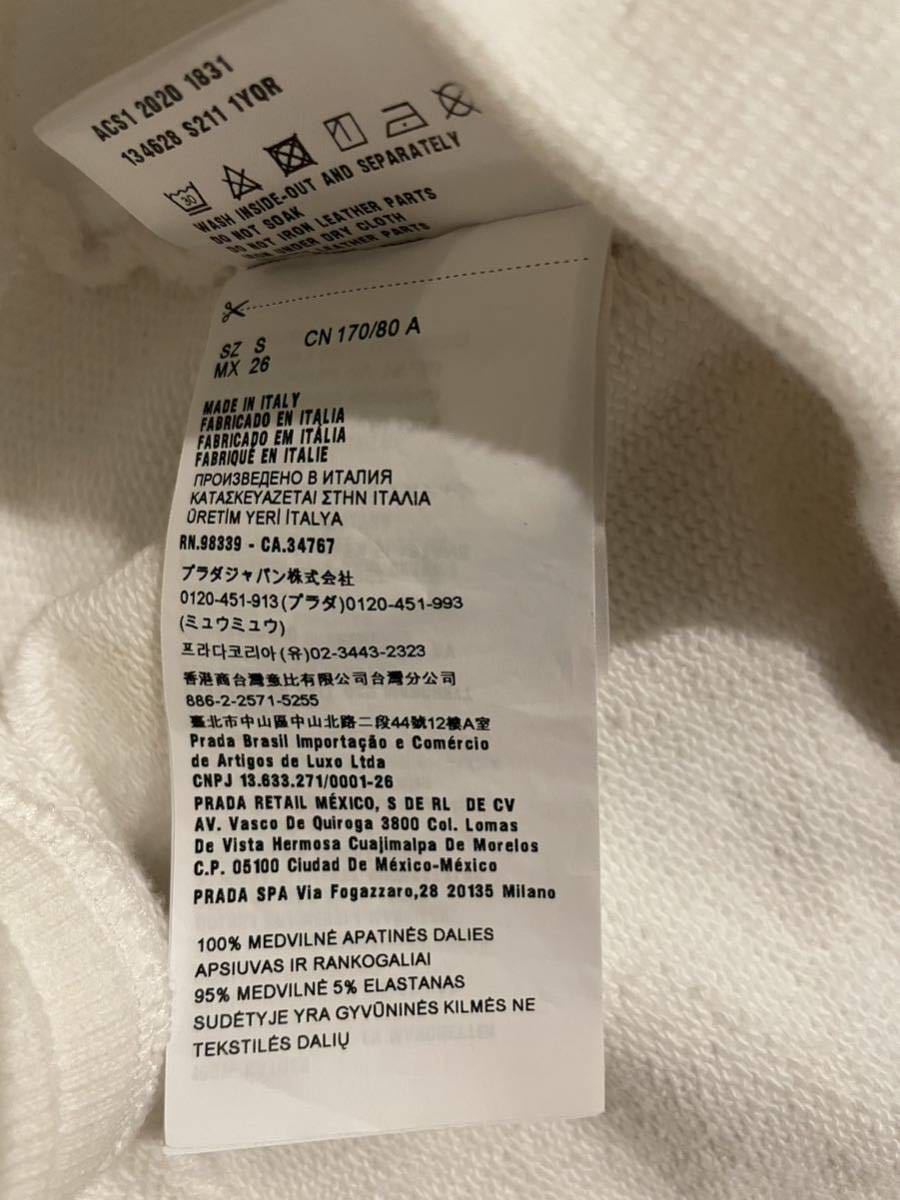 ACS1 2020 1831
134628 S211 1YQR
30
WASH INSIDE-OUT AND SEPARATELY
DO NOT SOAK
DO NOT IRON LEATHER PARTS
IRON UNDER DRY CLOTH
LEATHER PARTS
SZ S CN 170/80 A
MX 26
MADE IN ITALY
FABRICADO EN ITALIA
FABRICADO EM ITÁLIA
FABRIQUÉ EN ITALIE
ПРОИЗВЕДЕНО В ИТАЛИЯ
ΚΑΤΑΣΚΕΥΑΖΕΤΑΙ ΣΤΗΝ ΙΤΑΛΙΑ
ÜRETİM YERİ İTALYA
RN.98339 - CA.34767
プラダジャパン株式会社
0120-451-913(プラダ)0120-451-993
(ミュウミュウ)
프라다코리아(유)02-3443-2323
香港商台灣意比有限公司台灣分公司
886-2-2571-5255
臺北市中山區中山北路二段44號12樓A室
Prada Brasil Importação e Comércio
de Artigos de Luxo Ltda
CNPJ 13.633.271/0001-26
PRADA RETAIL MÉXICO, S DE RL DE CV
AV. Vasco De Quiroga 3800 Col. Lomas
De Vista Hermosa Cuajimalpa De Morelos
C.P. 05100 Ciudad De México-México
PRADA SPA Via Fogazzaro,28 20135 Milano
100% MEDVILNĖ APATINĖS DALIES
APSIUVAS IR RANKOGALIAI
95% MEDVILNĖ 5% ELASTANAS
SUDĖTYJE YRA GYVŪNINĖS KILMĖS NE
TEKSTILĖS DALIŲ